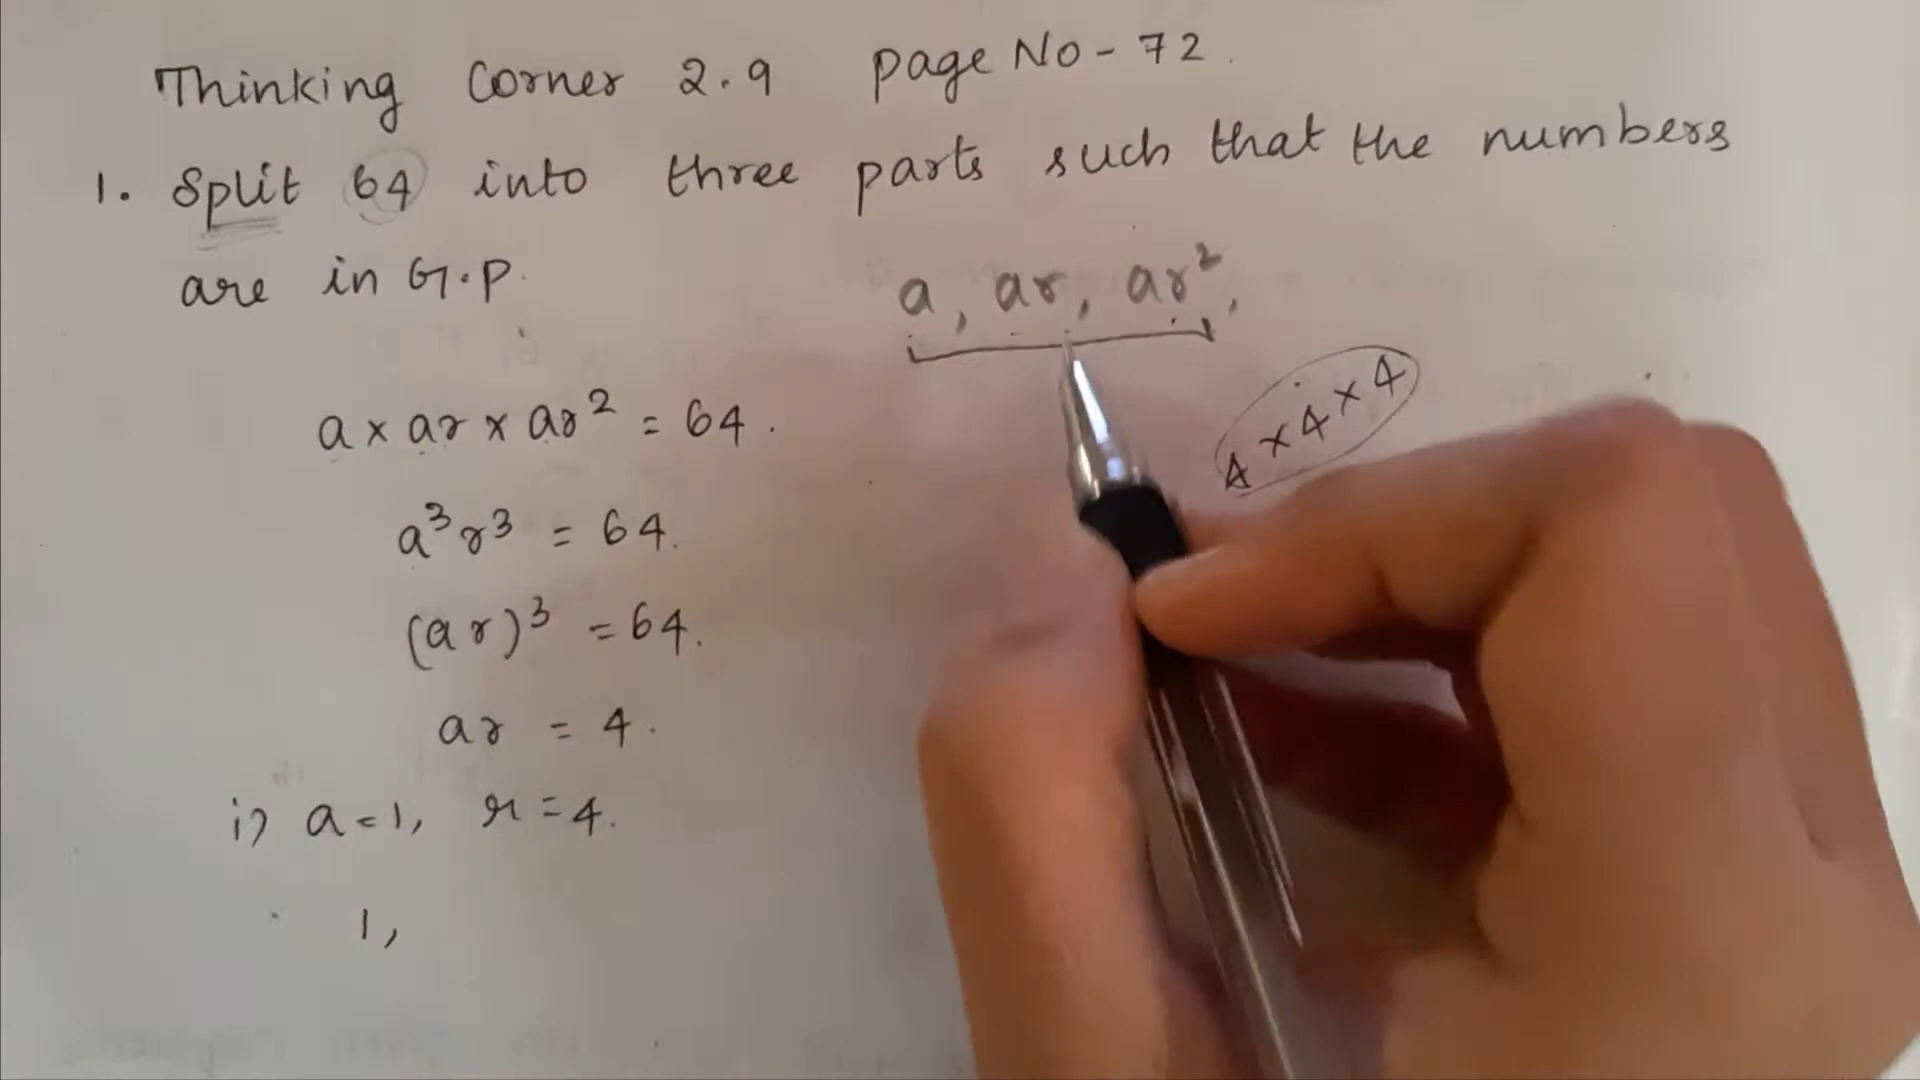 Thinking Corner 2.9 page No - 72.
1. Split 64 into three parts such that the numbers
are in G.P.
a, ar, ar²,
4 × 4 × 4
a × ar × ar² = 64.
a³r³ = 64.
(ar)³ = 64.
ar = 4.
i) a=1, r=4.
1,